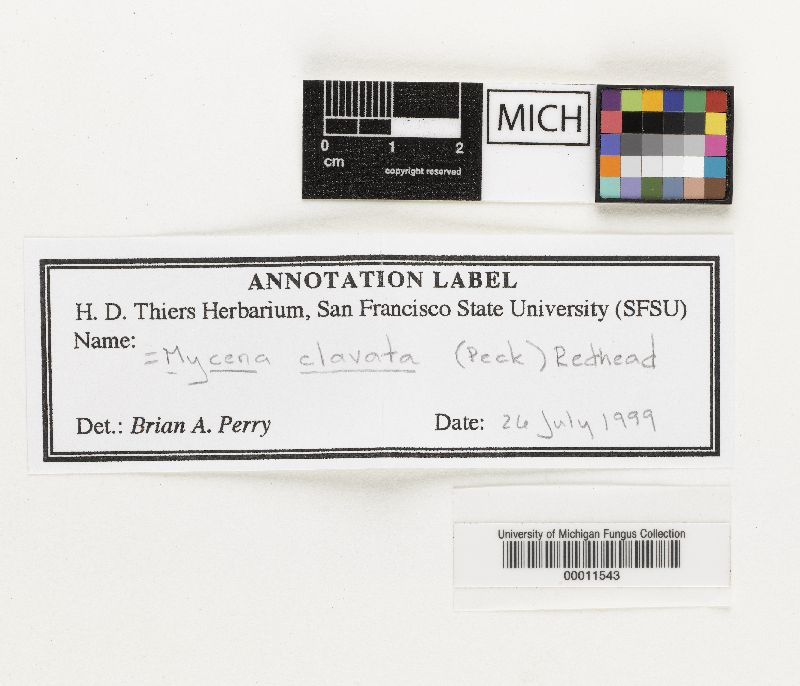 0 1 2
cm
copyright reserved
MICH
ANNOTATION LABEL
H. D. Thiers Herbarium, San Francisco State University (SFSU)
Name: = Mycena clavata (Peck) Redhead
Det.: Brian A. Perry Date: 26 July 1999
University of Michigan Fungus Collection
00011543